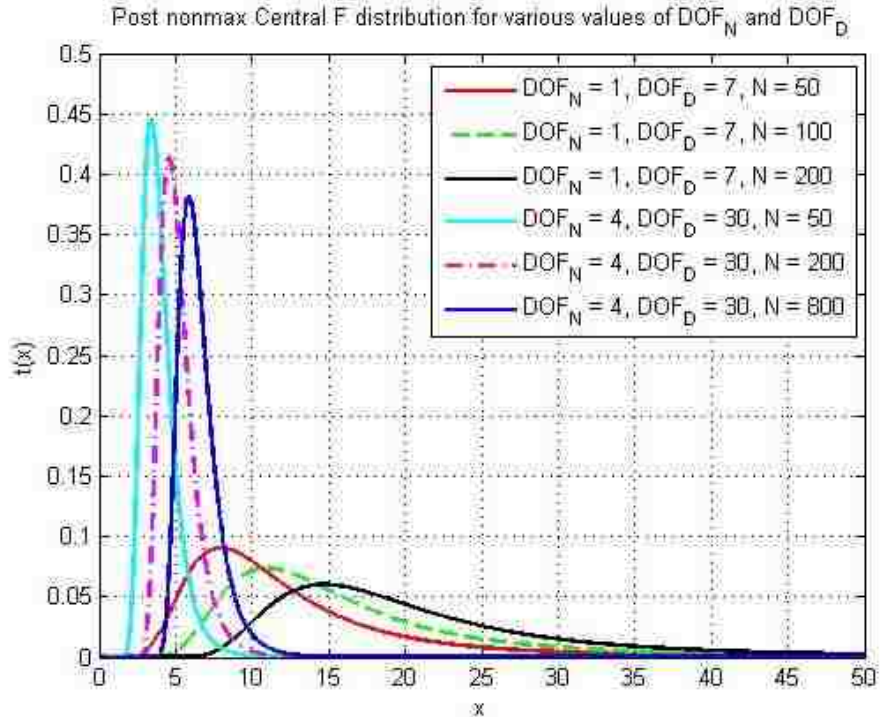 Post nonmax Central F distribution for various values of DOF_N and DOF_D
0.5
0.45
0.4
0.35
0.3
0.25
0.2
0.15
0.1
0.05
0
t(x)
DOF_N = 1, DOF_D = 7, N = 50
DOF_N = 1, DOF_D = 7, N = 100
DOF_N = 1, DOF_D = 7, N = 200
DOF_N = 4, DOF_D = 30, N = 50
DOF_N = 4, DOF_D = 30, N = 200
DOF_N = 4, DOF_D = 30, N = 800
0 5 10 15 20 25 30 35 40 45 50
x